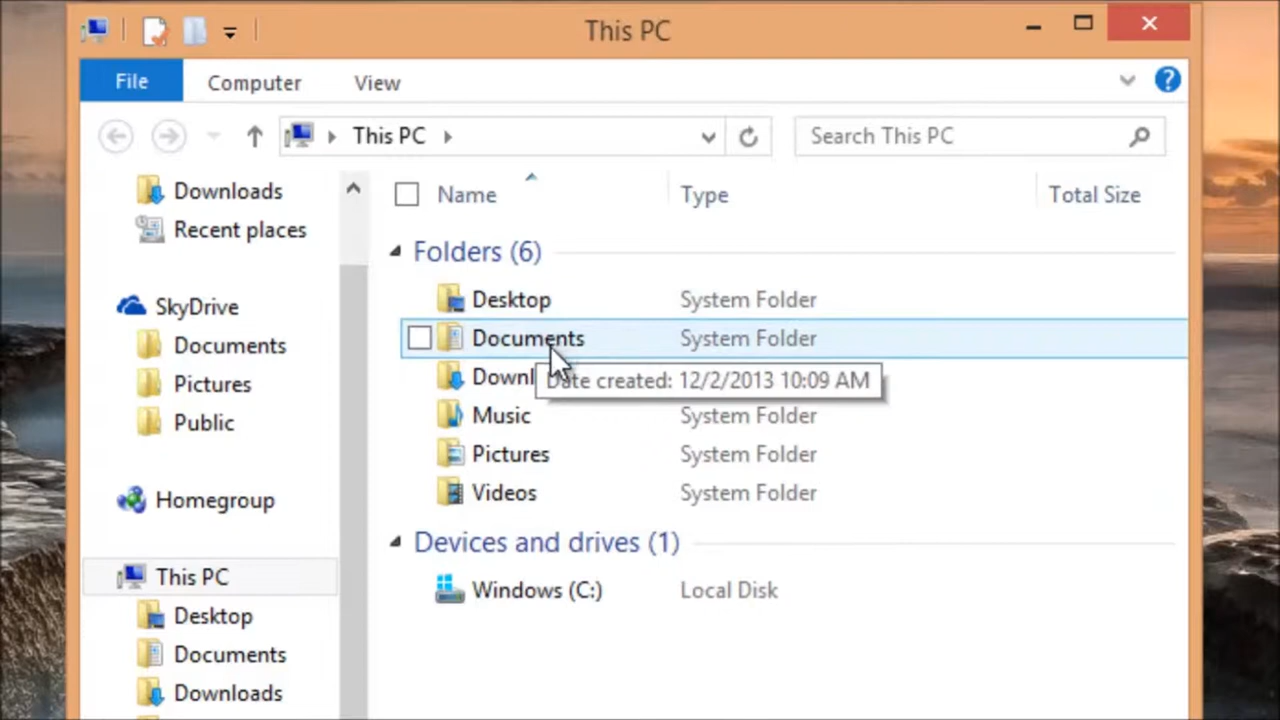 This PC
File Computer View
This PC Search This PC
Downloads
Recent places
SkyDrive
Documents
Pictures
Public
Homegroup
This PC
Desktop
Documents
Downloads
Name Type Total Size
Folders (6)
Desktop System Folder
Documents System Folder
Date created: 12/2/2013 10:09 AM
Music System Folder
Pictures System Folder
Videos System Folder
Devices and drives (1)
Windows (C:) Local Disk